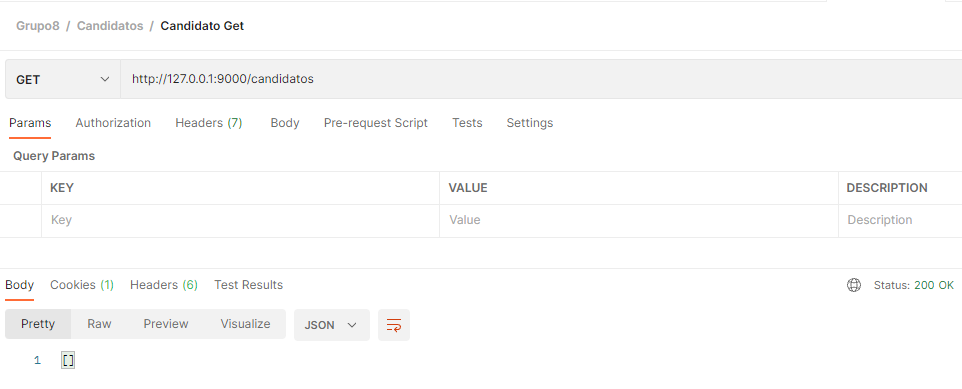 Grupo8 / Candidatos / Candidato Get
GET http://127.0.0.1:9000/candidatos
Params Authorization Headers (7) Body Pre-request Script Tests Settings
Query Params
KEY VALUE DESCRIPTION
Key Value Description
Body Cookies (1) Headers (6) Test Results Status: 200 OK
Pretty Raw Preview Visualize JSON
1 []